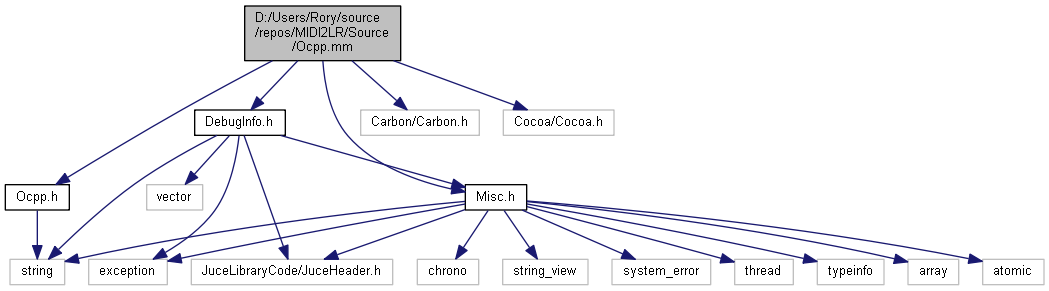 D:/Users/Rory/source
/repos/MIDI2LR/Source
/Ocpp.mm
DebugInfo.h
Carbon/Carbon.h
Cocoa/Cocoa.h
Ocpp.h
vector
Misc.h
string
exception
JuceLibraryCode/JuceHeader.h
chrono
string_view
system_error
thread
typeinfo
array
atomic